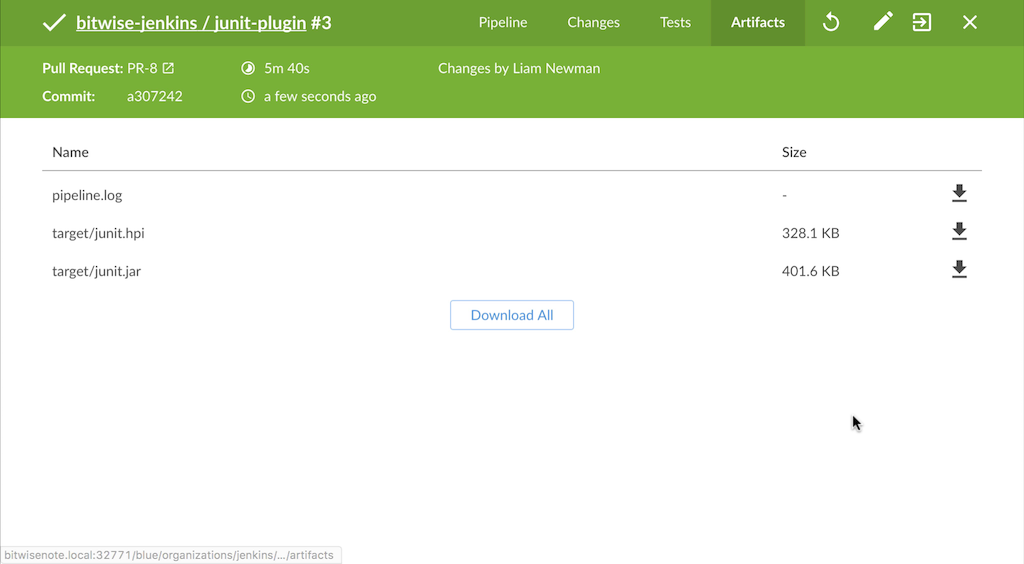 bitwise-jenkins / junit-plugin #3 Pipeline Changes Tests Artifacts
Pull Request: PR-8 5m 40s Changes by Liam Newman
Commit: a307242 a few seconds ago
Name Size
pipeline.log -
target/junit.hpi 328.1 KB
target/junit.jar 401.6 KB
Download All
bitwisenote.local:32771/blue/organizations/jenkins/.../artifacts